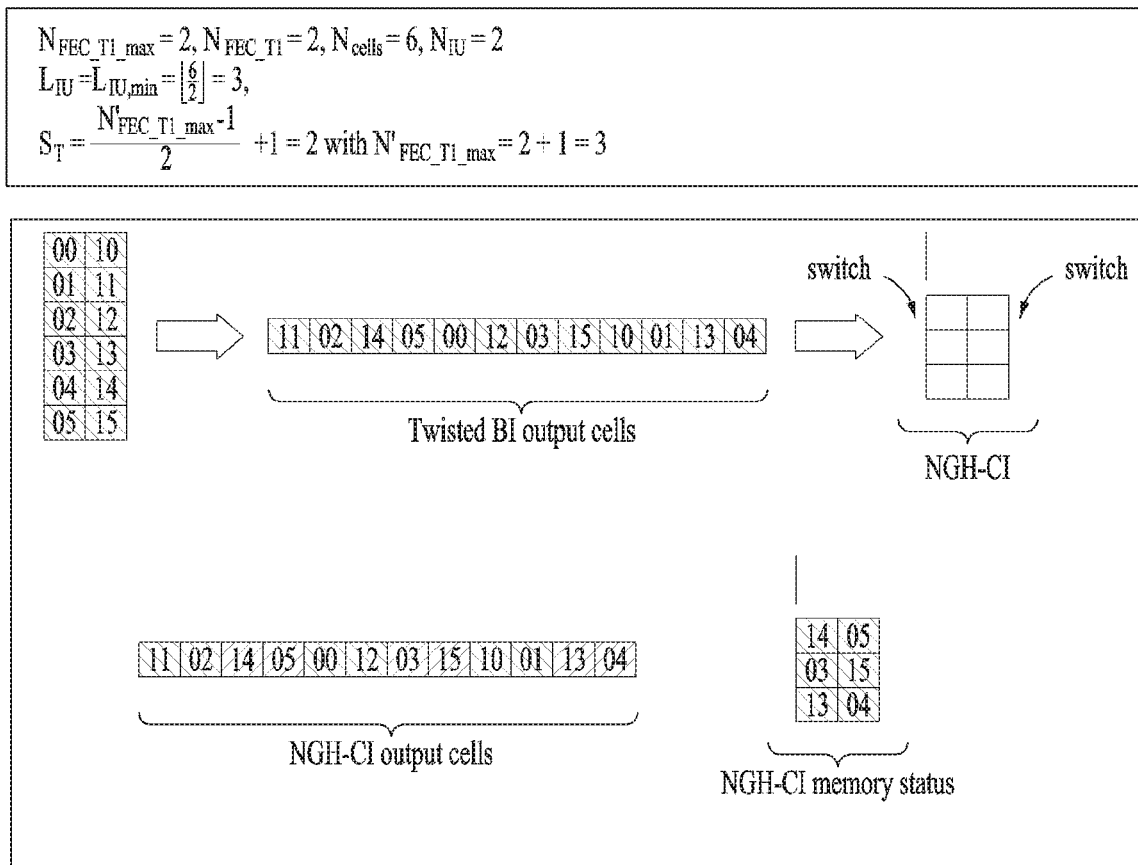 N_FEC_T1_max = 2, N_FEC_T1 = 2, N_cells = 6, N_IU = 2
L_IU = L_IU,min = ⌊6/2⌋ = 3,
S_T = (N'_FEC_T1_max - 1)/2 + 1 = 2 with N'_FEC_T1_max = 2 + 1 = 3
00 10
01 11
02 12
03 13
04 14
05 15
11 02 14 05 00 12 03 15 10 01 13 04
Twisted BI output cells
switch
switch
NGH-CI
11 02 14 05 00 12 03 15 10 01 13 04
NGH-CI output cells
14 05
03 15
13 04
NGH-CI memory status